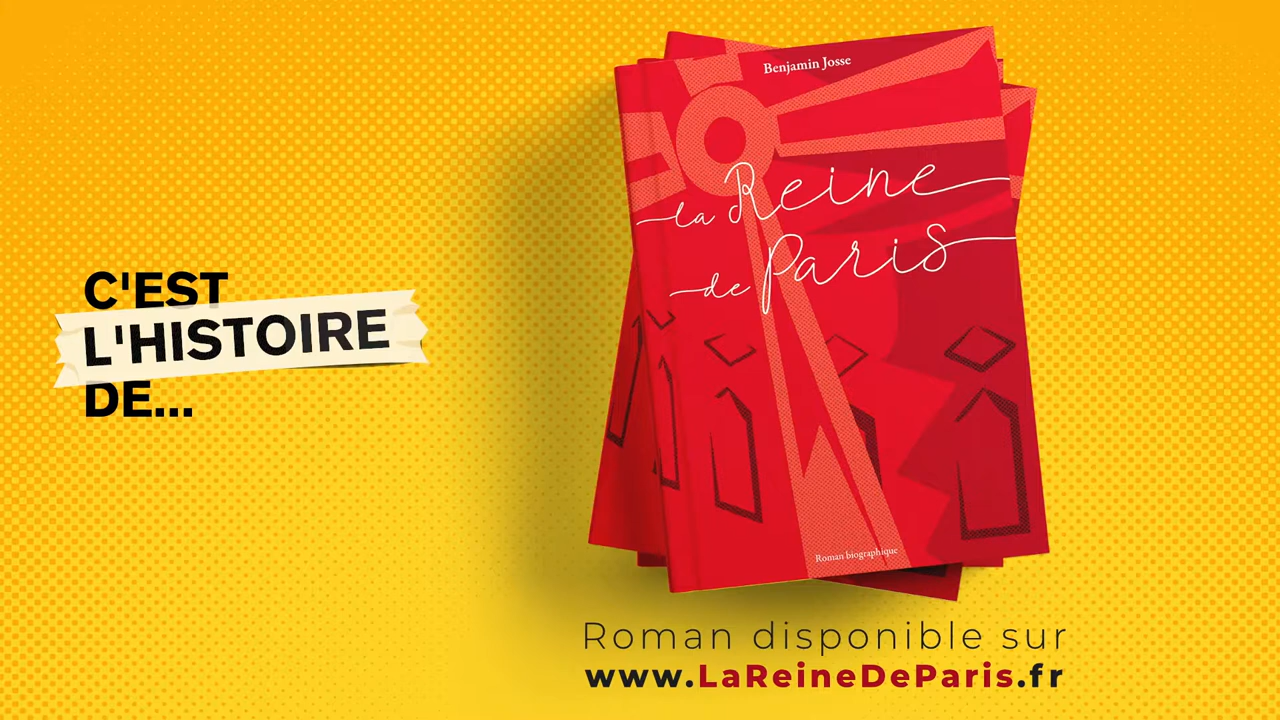 C'EST
L'HISTOIRE
DE...
Benjamin Josse
la Reine
de Paris
Roman biographique
Roman disponible sur
www.LaReineDeParis.fr